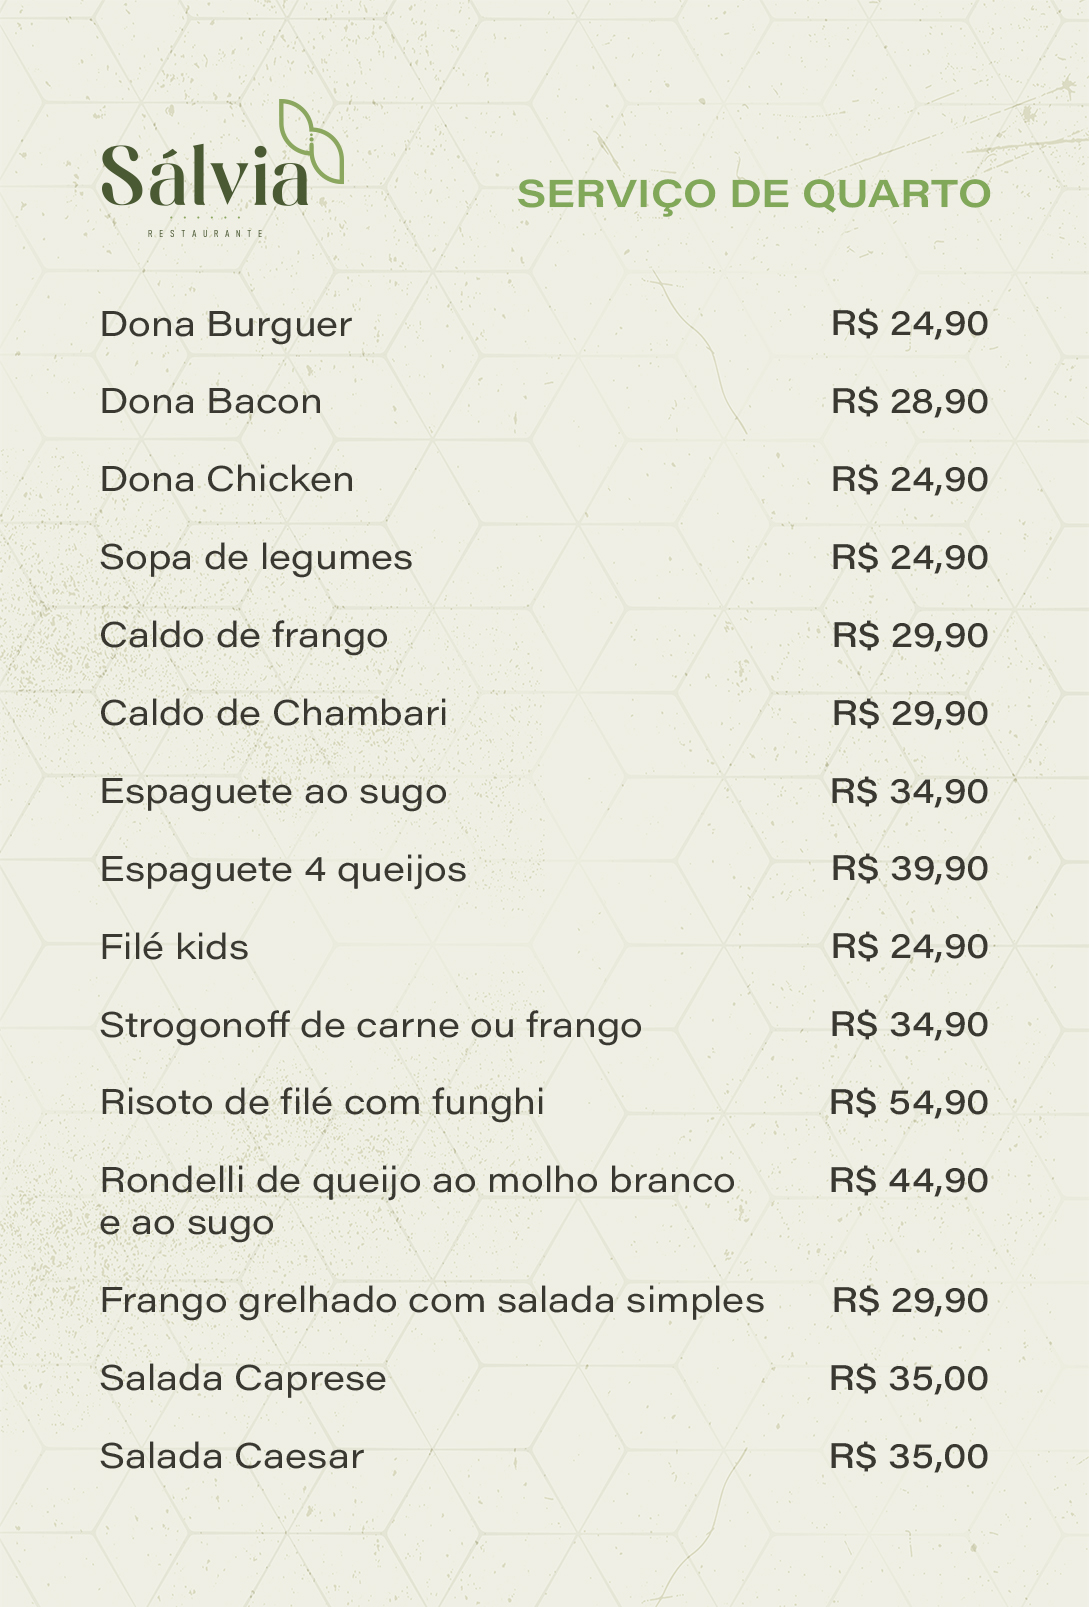 Sálvia
RESTAURANTE
SERVIÇO DE QUARTO
Dona Burguer R$ 24,90
Dona Bacon R$ 28,90
Dona Chicken R$ 24,90
Sopa de legumes R$ 24,90
Caldo de frango R$ 29,90
Caldo de Chambari R$ 29,90
Espaguete ao sugo R$ 34,90
Espaguete 4 queijos R$ 39,90
Filé kids R$ 24,90
Strogonoff de carne ou frango R$ 34,90
Risoto de filé com funghi R$ 54,90
Rondelli de queijo ao molho branco R$ 44,90
e ao sugo
Frango grelhado com salada simples R$ 29,90
Salada Caprese R$ 35,00
Salada Caesar R$ 35,00